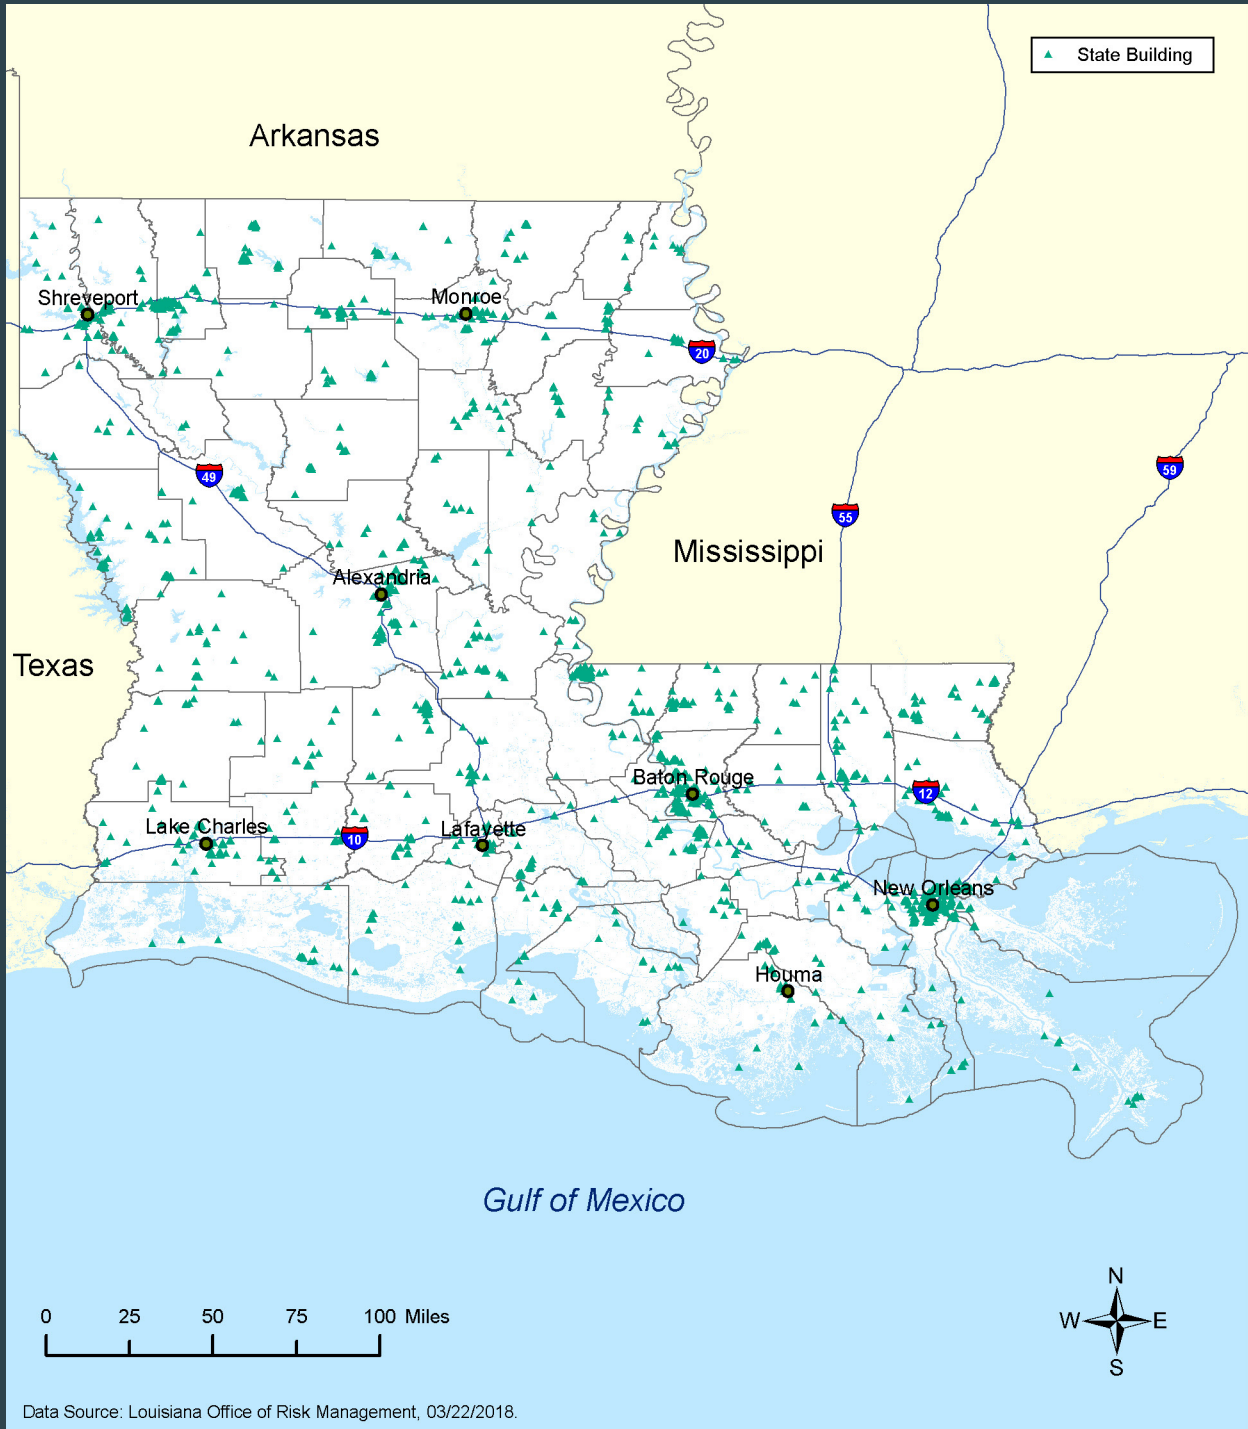 State Building
Arkansas
Shreveport
Monroe
20
49
59
55
Mississippi
Alexandria
Texas
Baton Rouge
12
Lake Charles
10
Lafayette
New Orleans
Houma
Gulf of Mexico
N
W E
S
0 25 50 75 100 Miles
Data Source: Louisiana Office of Risk Management, 03/22/2018.